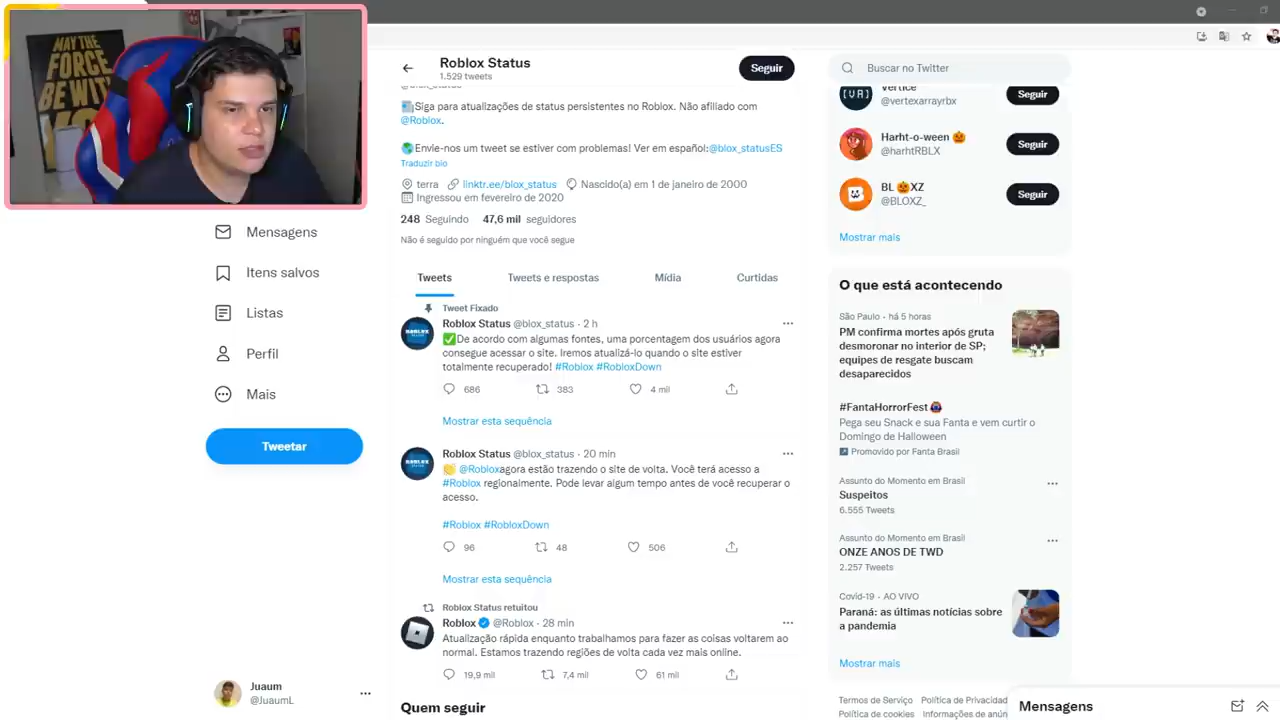 MAY THE
FORCE
BE WIT
Roblox Status
1.529 tweets
Seguir
Buscar no Twitter
Siga para atualizações de status persistentes no Roblox. Não afiliado com
@Roblox.
Envie-nos um tweet se estiver com problemas! Ver em español:@blox_statusES
Traduzir bio
terra linktr.ee/blox_status Nascido(a) em 1 de janeiro de 2000
Ingressou em fevereiro de 2020
248 Seguindo 47,6 mil seguidores
Não é seguido por ninguém que você segue
Tweets Tweets e respostas Mídia Curtidas
Tweet Fixado
Roblox Status @blox_status · 2 h
De acordo com algumas fontes, uma porcentagem dos usuários agora
consegue acessar o site. Iremos atualizá-lo quando o site estiver
totalmente recuperado! #Roblox #RobloxDown
686 383 4 mil
Mostrar esta sequência
Roblox Status @blox_status · 20 min
@Robloxagora estão trazendo o site de volta. Você terá acesso a
#Roblox regionalmente. Pode levar algum tempo antes de você recuperar o
acesso.
#Roblox #RobloxDown
96 48 506
Mostrar esta sequência
Roblox Status retuitou
Roblox @Roblox · 28 min
Atualização rápida enquanto trabalhamos para fazer as coisas voltarem ao
normal. Estamos trazendo regiões de volta cada vez mais online.
19,9 mil 7,4 mil 61 mil
Quem seguir
Mensagens
Itens salvos
Listas
Perfil
Mais
Tweetar
Juaum
@JuaumL
Vertice
@vertexarrayrbx
Seguir
Harht-o-ween
@harhtRBLX
Seguir
BL XZ
@BLOXZ_
Seguir
Mostrar mais
O que está acontecendo
São Paulo · há 5 horas
PM confirma mortes após gruta
desmoronar no interior de SP;
equipes de resgate buscam
desaparecidos
#FantaHorrorFest
Pega seu Snack e sua Fanta e vem curtir o
Domingo de Halloween
Promovido por Fanta Brasil
Assunto do Momento em Brasil
Suspeitos
6.555 Tweets
Assunto do Momento em Brasil
ONZE ANOS DE TWD
2.257 Tweets
Covid-19 · AO VIVO
Paraná: as últimas notícias sobre
a pandemia
Mostrar mais
Termos de Serviço Política de Privacidad
Política de cookies Informações de anún
Mensagens